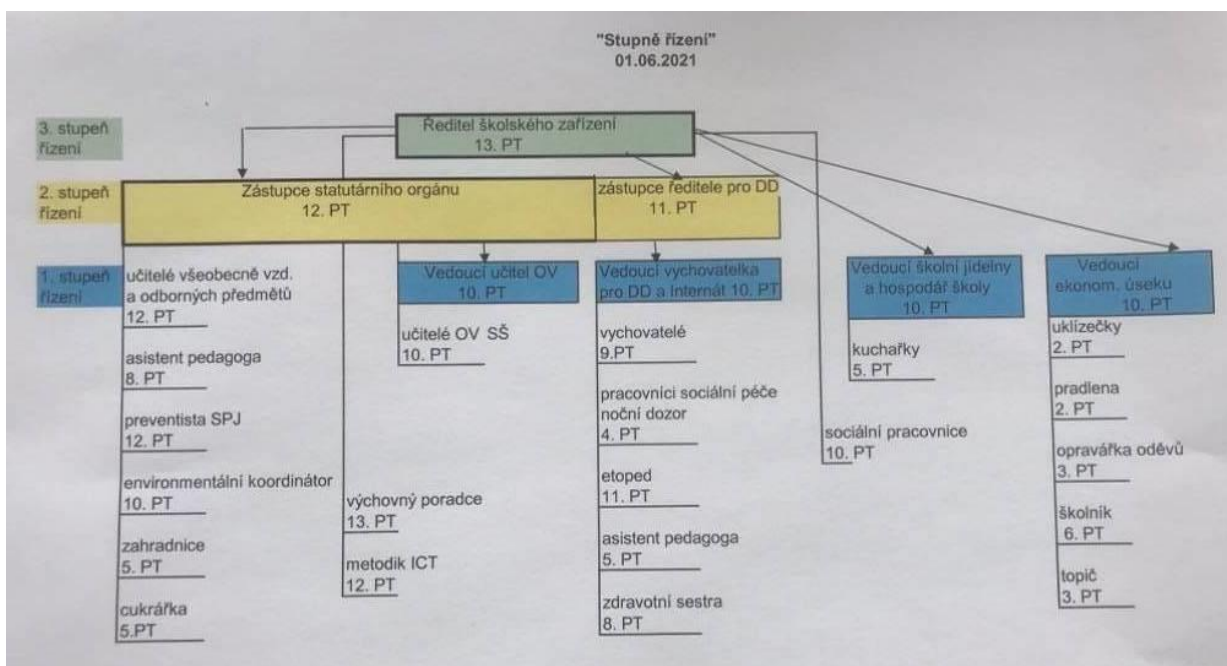 "Stupně řízení"
01.06.2021
3. stupeň
řízení
Ředitel školského zařízení
13. PT
2. stupeň
řízení
Zástupce statutárního orgánu
12. PT
zástupce ředitele pro DD
11. PT
1. stupeň
řízení
učitelé všeobecně vzd.
a odborných předmětů
12. PT
asistent pedagoga
8. PT
preventista SPJ
12. PT
environmentální koordinátor
10. PT
zahradnice
5. PT
cukrářka
5.PT
výchovný poradce
13. PT
metodik ICT
12. PT
Vedoucí učitel OV
10. PT
učitelé OV SŠ
10. PT
Vedoucí vychovatelka
pro DD a Internát 10. PT
vychovatelé
9.PT
pracovníci sociální péče
noční dozor
4. PT
etoped
11. PT
asistent pedagoga
5. PT
zdravotní sestra
8. PT
sociální pracovnice
10. PT
Vedoucí školní jídelny
a hospodář školy
10. PT
kuchařky
5. PT
Vedoucí
ekonom. úseku
10. PT
uklízečky
2. PT
pradlena
2. PT
opravářka oděvů
3. PT
školník
6. PT
topič
3. PT